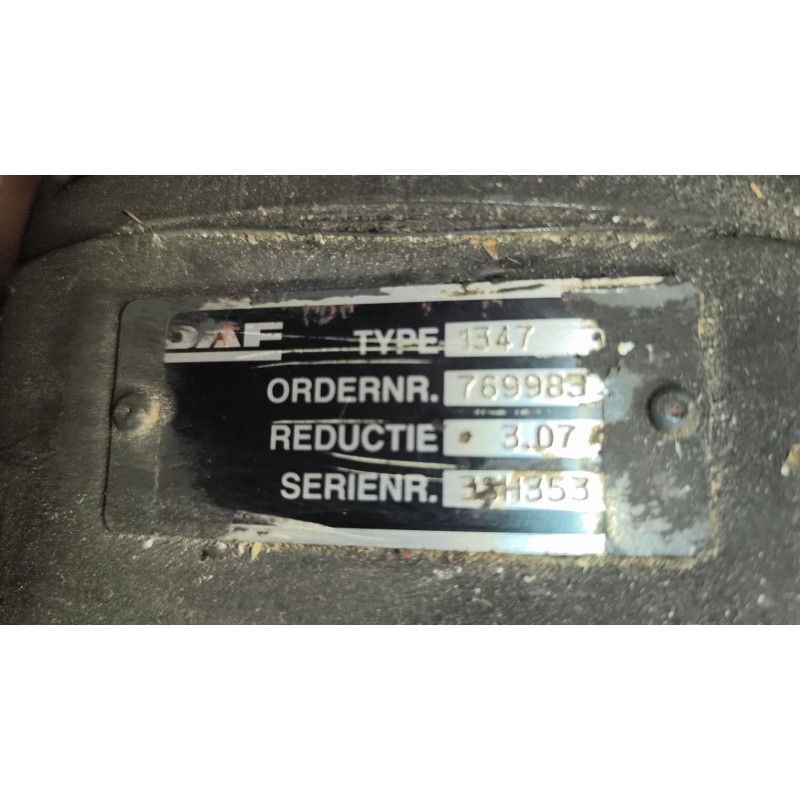 DAF TYPE 1347
ORDERNR. 769983
REDUCTIE 3.07
SERIENR.